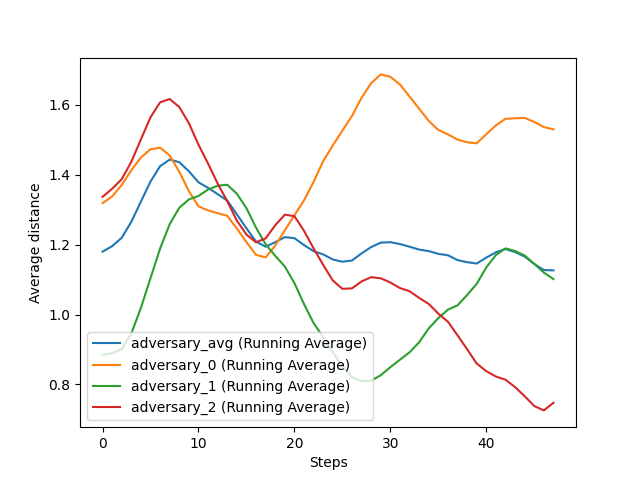 1.6
1.4
1.2
1.0
0.8
Average distance
adversary_avg (Running Average)
adversary_0 (Running Average)
adversary_1 (Running Average)
adversary_2 (Running Average)
0 10 20 30 40
Steps